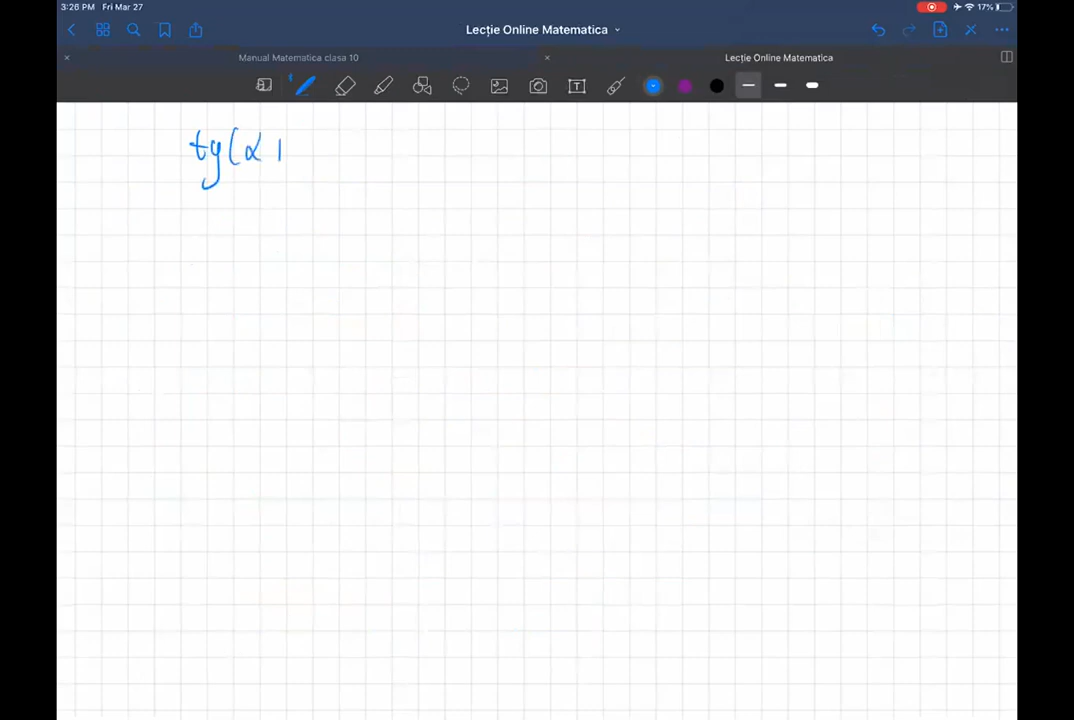 3:26 PM Fri Mar 27
17%
Lecție Online Matematica
Manual Matematica clasa 10
Lecție Online Matematica
T
tg(α |